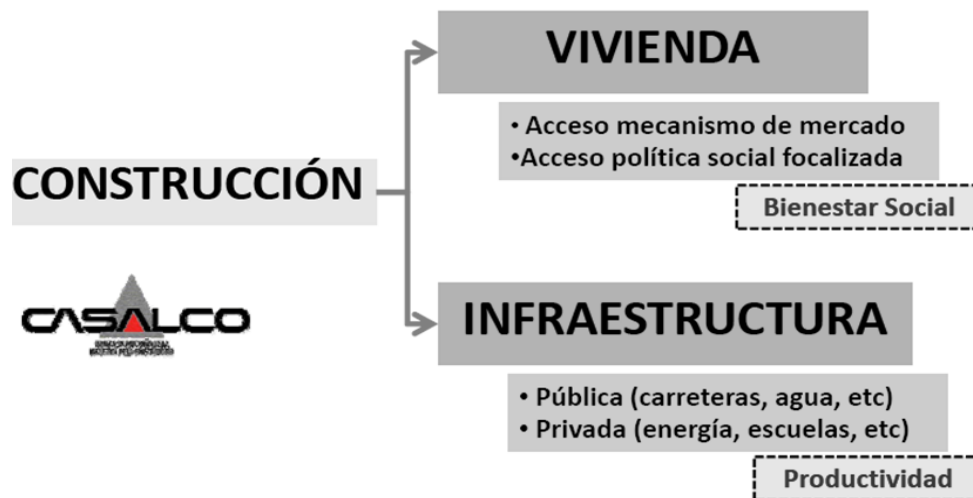 VIVIENDA
• Acceso mecanismo de mercado
•Acceso política social focalizada
Bienestar Social
CONSTRUCCIÓN
CASALCO
INFRAESTRUCTURA
• Pública (carreteras, agua, etc)
• Privada (energía, escuelas, etc)
Productividad